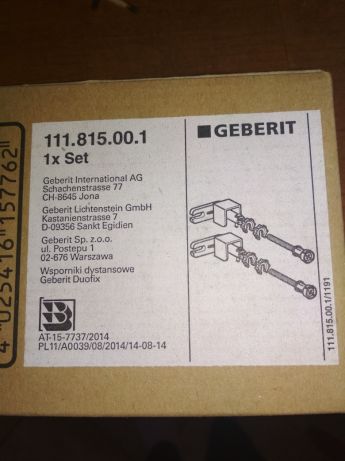 111.815.00.1
1x Set
GEBERIT
Geberit International AG
Schachenstrasse 77
CH-8645 Jona
Geberit Lichtenstein GmbH
Kastanienstrasse 7
D-09356 Sankt Egidien
Geberit Sp. z.o.o.
ul. Postepu 1
02-676 Warszawa
Wsporniki dystansowe
Geberit Duofix
B
AT-15-7737/2014
PL11/A0039/08/2014/14-08-14
111.815.00.1/1191
4 025416 157762